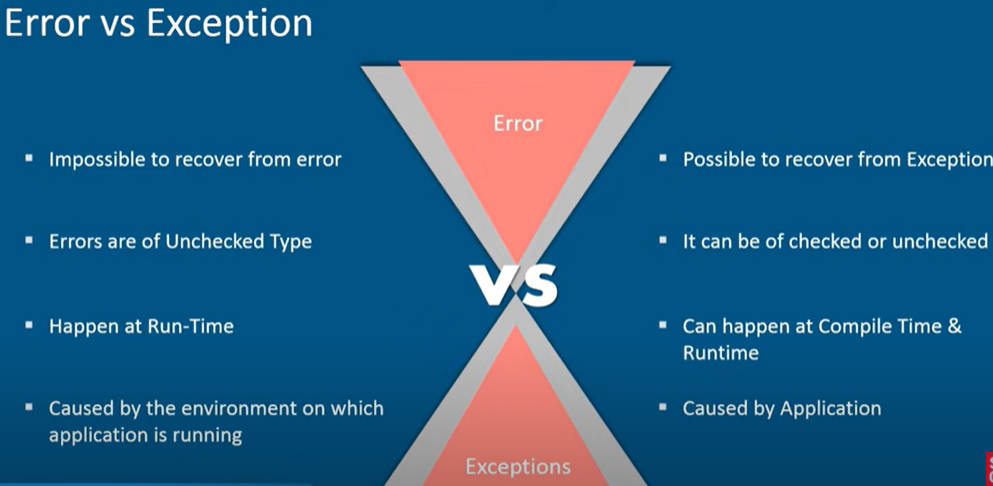 Error vs Exception
Error
▪ Impossible to recover from error
▪ Possible to recover from Exception
▪ Errors are of Unchecked Type
▪ It can be of checked or unchecked
VS
▪ Happen at Run-Time
▪ Can happen at Compile Time &
Runtime
▪ Caused by the environment on which
application is running
▪ Caused by Application
Exceptions